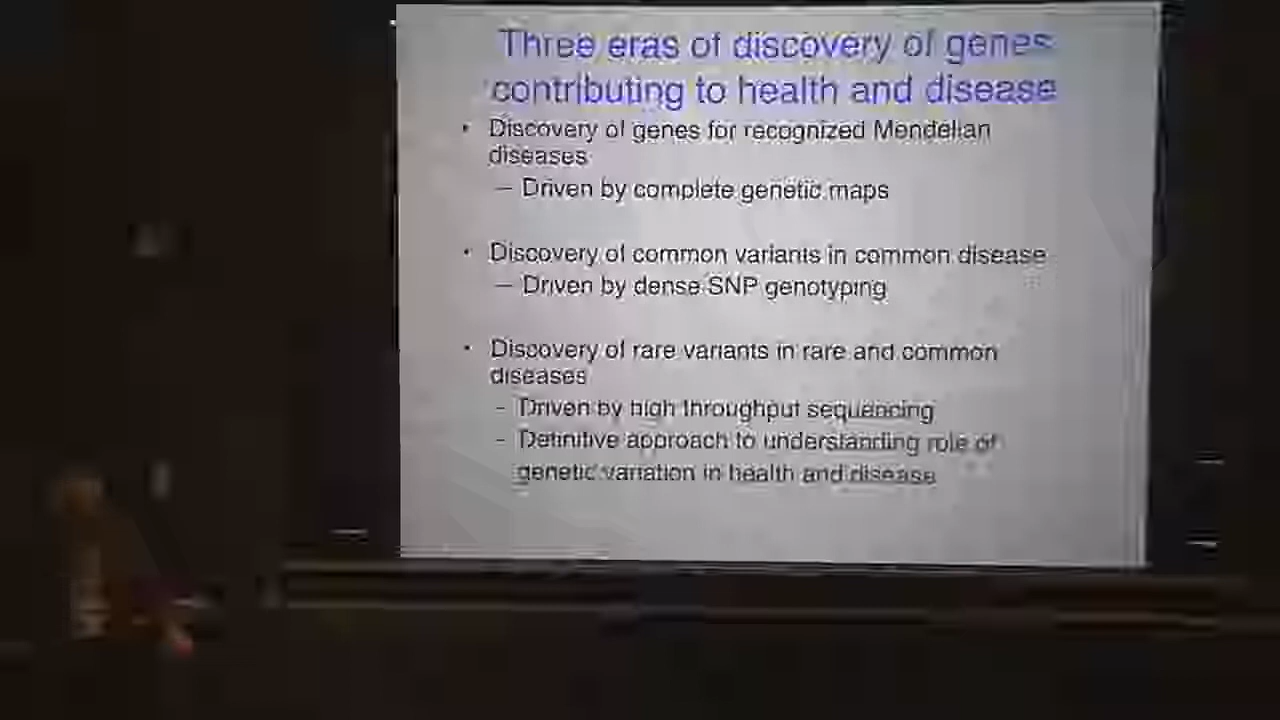 Three eras of discovery of genes
contributing to health and disease
• Discovery of genes for recognized Mendelian
diseases
– Driven by complete genetic maps
• Discovery of common variants in common disease
– Driven by dense SNP genotyping
• Discovery of rare variants in rare and common
diseases
– Driven by high throughput sequencing
– Definitive approach to understanding role of
genetic variation in health and disease